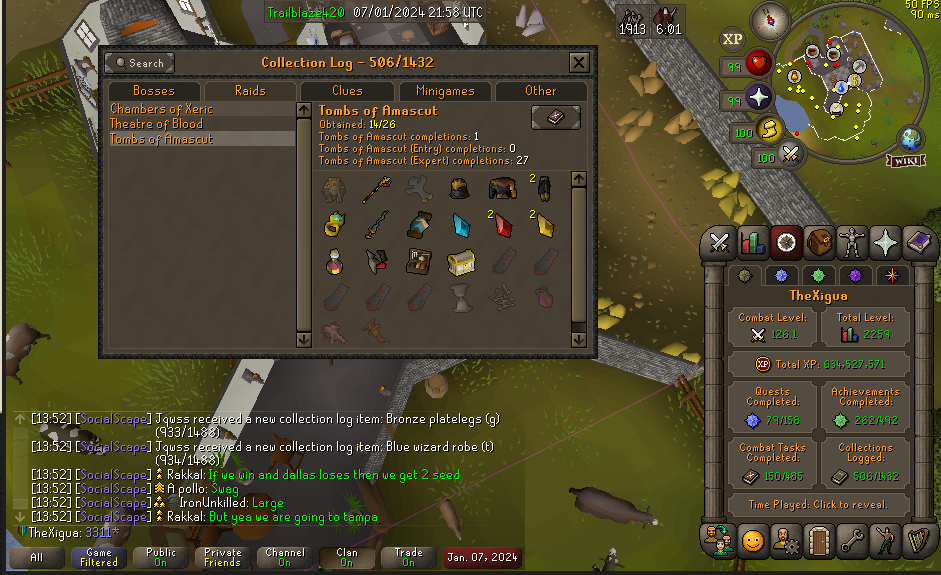 Trailblaze420 07/01/2024 21:58 UTC
1913 6:01
50 FPS
90 ms
XP
99
99
100
100
WIKI
Search
Collection Log - 506/1432
Bosses Raids Clues Minigames Other
Chambers of Xeric
Theatre of Blood
Tombs of Amascut
Tombs of Amascut
Obtained: 14/26
Tombs of Amascut completions: 1
Tombs of Amascut (Entry) completions: 0
Tombs of Amascut (Expert) completions: 27
2
2 2
TheXigua
Combat Level:
126.1
Total Level:
2259
XP Total XP: 634,527,571
Quests
Completed:
79/158
Achievements
Completed:
262/492
Combat Tasks
Completed:
150/485
Collections
Logged:
506/1432
Time Played: Click to reveal.
[13:52] [SocialScape] Jqwss received a new collection log item: Bronze platelegs (g)
(933/1488)
[13:52] [SocialScape] Jqwss received a new collection log item: Blue wizard robe (t)
(934/1488)
[13:52] [SocialScape] Rakkal: If we win and dallas loses then we get 2 seed
[13:52] [SocialScape] A pollo: Swag
[13:52] [SocialScape] IronUnkilled: Large
[13:52] [SocialScape] Rakkal: But yea we are going to tampa
TheXigua: 3311*
All
Game
Filtered
Public
On
Private
Friends
Channel
On
Clan
On
Trade
On
Jan. 07, 2024